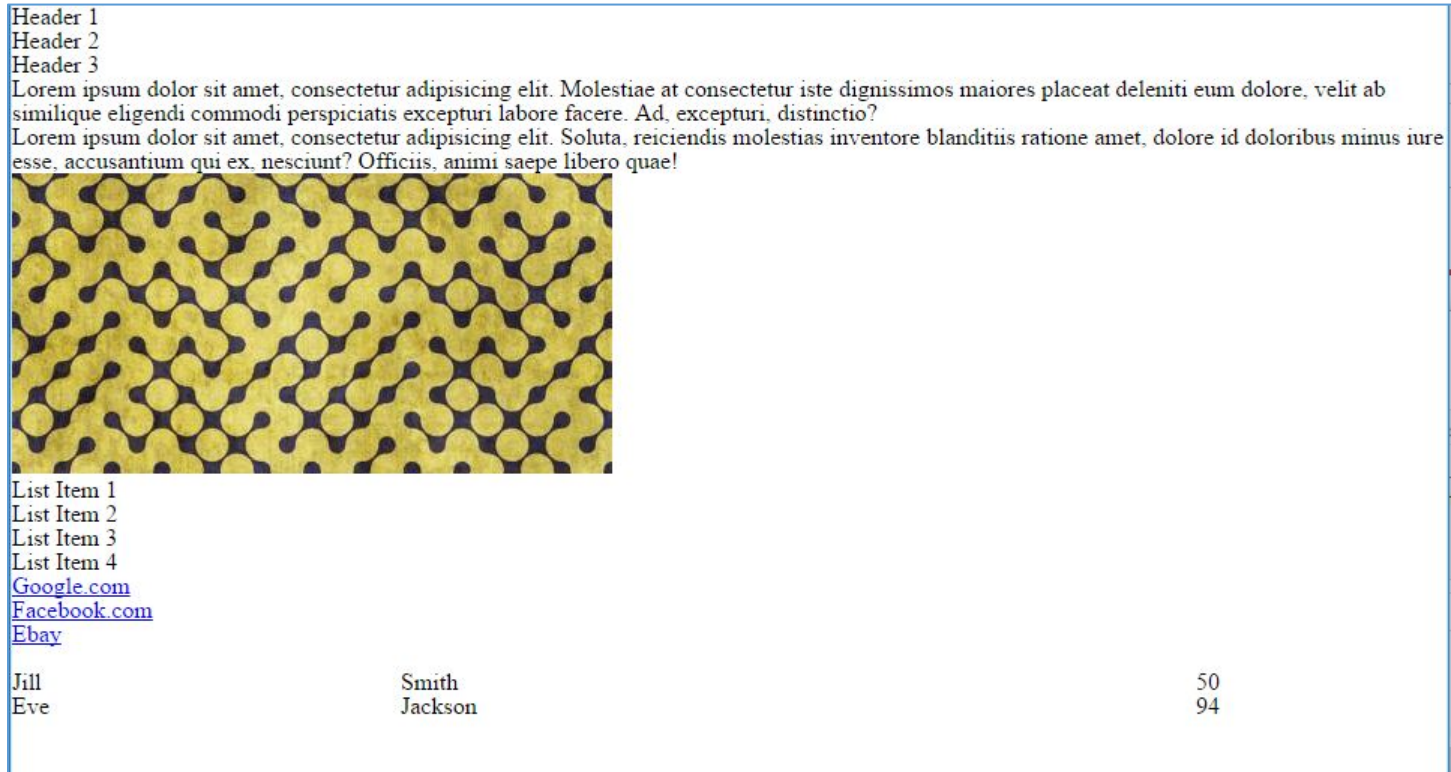 Header 1
Header 2
Header 3
Lorem ipsum dolor sit amet, consectetur adipisicing elit. Molestiae at consectetur iste dignissimos maiores placeat deleniti eum dolore, velit ab
similique eligendi commodi perspiciatis excepturi labore facere. Ad, excepturi, distinctio?
Lorem ipsum dolor sit amet, consectetur adipisicing elit. Soluta, reiciendis molestias inventore blanditiis ratione amet, dolore id doloribus minus iure
esse, accusantium qui ex, nesciunt? Officiis, animi saepe libero quae!
List Item 1
List Item 2
List Item 3
List Item 4
Google.com
Facebook.com
Ebay
Jill Smith 50
Eve Jackson 94